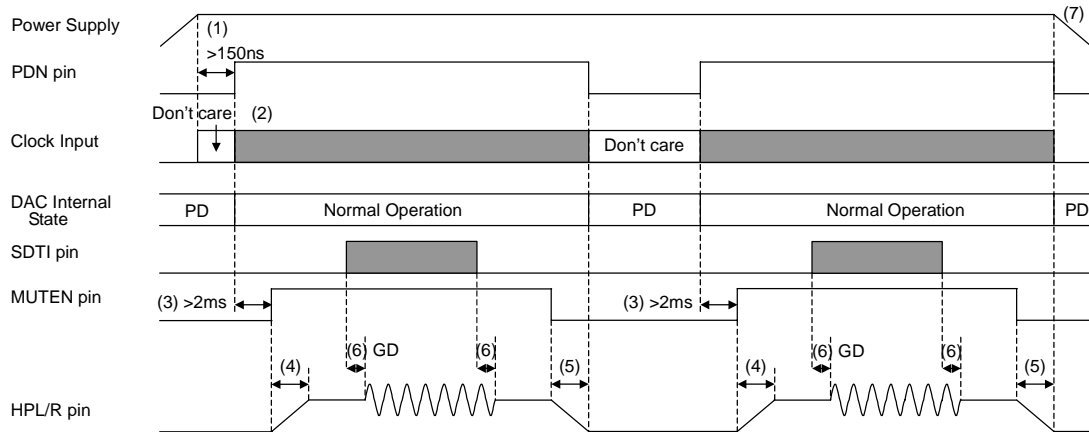 Power Supply
(1)
(7)
>150ns
PDN pin
Don't care
(2)
Clock Input
Don't care
DAC Internal
State
PD
Normal Operation
PD
Normal Operation
PD
SDTI pin
MUTEN pin
(3) >2ms
(3) >2ms
(4)
(6) GD
(6)
(5)
(4)
(6) GD
(6)
(5)
HPL/R pin